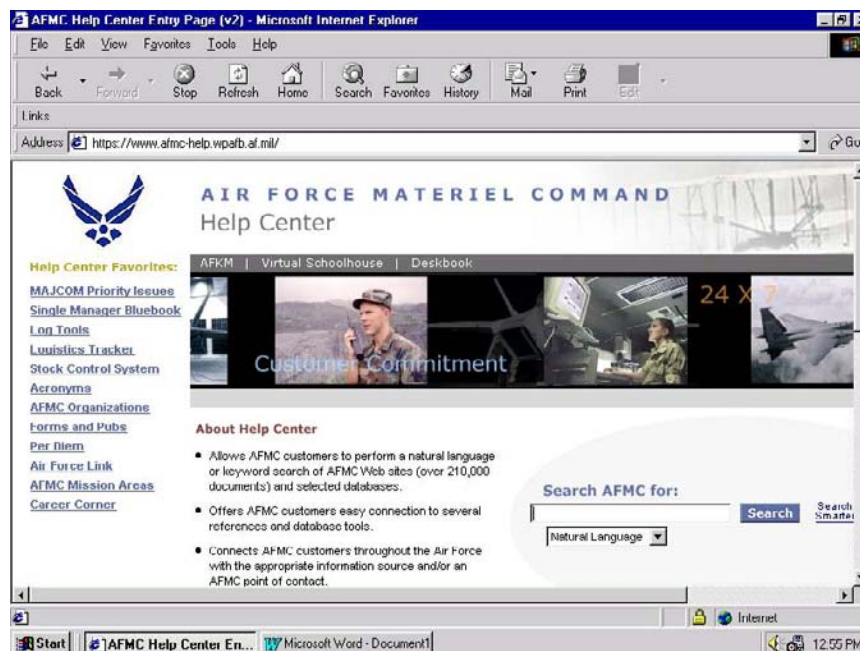 AFMC Help Center Entry Page (v2) - Microsoft Internet Explorer
File Edit View Favorites Tools Help
Back Forward Stop Refresh Home Search Favorites History Mail Print Edit
Links
Address https://www.afmc-help.wpafb.af.mil/ Go
AIR FORCE MATERIEL COMMAND
Help Center
AFKM | Virtual Schoolhouse | Deskbook
24 X 7
Customer Commitment
Help Center Favorites:
MAJCOM Priority Issues
Single Manager Bluebook
Log Tools
Logistics Tracker
Stock Control System
Acronyms
AFMC Organizations
Forms and Pubs
Per Diem
Air Force Link
AFMC Mission Areas
Career Corner
About Help Center
• Allows AFMC customers to perform a natural language
or keyword search of AFMC Web sites (over 210,000
documents) and selected databases.
• Offers AFMC customers easy connection to several
references and database tools.
• Connects AFMC customers throughout the Air Force
with the appropriate information source and/or an
AFMC point of contact.
Search AFMC for:
Search
Search
Smarter
Natural Language
Internet
Start AFMC Help Center En... Microsoft Word - Document1 12:55 PM